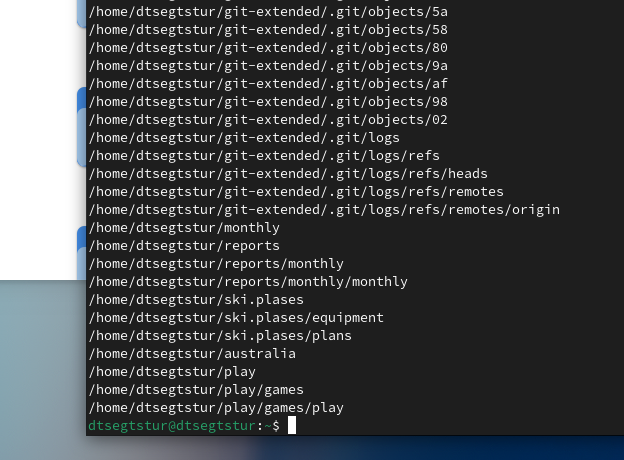 /home/dtsegtstur/git-extended/.git/objects/5a
/home/dtsegtstur/git-extended/.git/objects/58
/home/dtsegtstur/git-extended/.git/objects/80
/home/dtsegtstur/git-extended/.git/objects/9a
/home/dtsegtstur/git-extended/.git/objects/af
/home/dtsegtstur/git-extended/.git/objects/98
/home/dtsegtstur/git-extended/.git/objects/02
/home/dtsegtstur/git-extended/.git/logs
/home/dtsegtstur/git-extended/.git/logs/refs
/home/dtsegtstur/git-extended/.git/logs/refs/heads
/home/dtsegtstur/git-extended/.git/logs/refs/remotes
/home/dtsegtstur/git-extended/.git/logs/refs/remotes/origin
/home/dtsegtstur/monthly
/home/dtsegtstur/reports
/home/dtsegtstur/reports/monthly
/home/dtsegtstur/reports/monthly/monthly
/home/dtsegtstur/ski.plases
/home/dtsegtstur/ski.plases/equipment
/home/dtsegtstur/ski.plases/plans
/home/dtsegtstur/australia
/home/dtsegtstur/play
/home/dtsegtstur/play/games
/home/dtsegtstur/play/games/play
dtsegtstur@dtsegtstur:~$